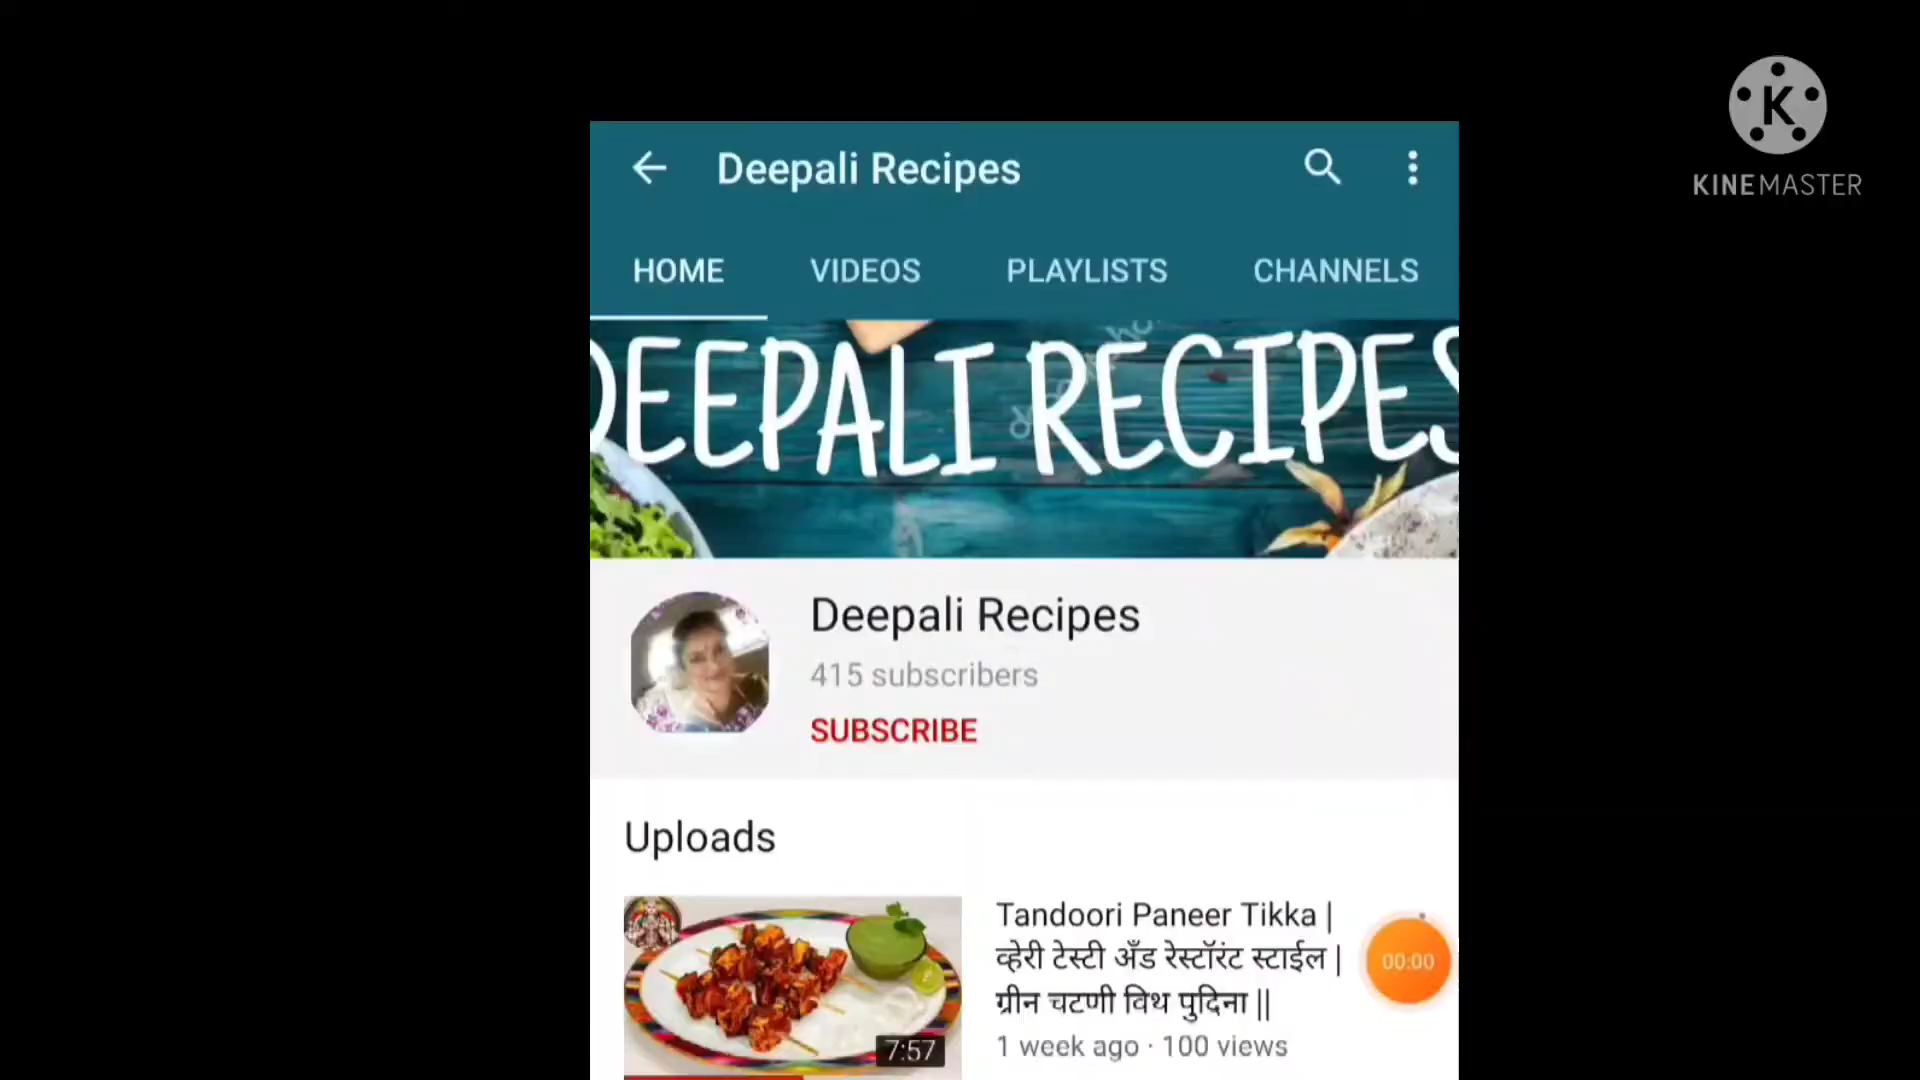 KINEMASTER
Deepali Recipes
HOME VIDEOS PLAYLISTS CHANNELS
DEEPALI RECIPES
Deepali Recipes
415 subscribers
SUBSCRIBE
Uploads
Tandoori Paneer Tikka |
व्हेरी टेस्टी अँड रेस्टॉरंट स्टाईल |
ग्रीन चटणी विथ पुदिना ||
1 week ago · 100 views
7:57
00:00